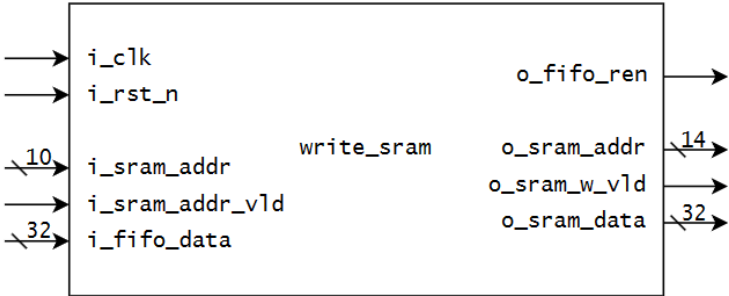 i_clk
i_rst_n
10
i_sram_addr
i_sram_addr_vld
32
i_fifo_data
write_sram
o_fifo_ren
o_sram_addr
14
o_sram_w_vld
o_sram_data
32